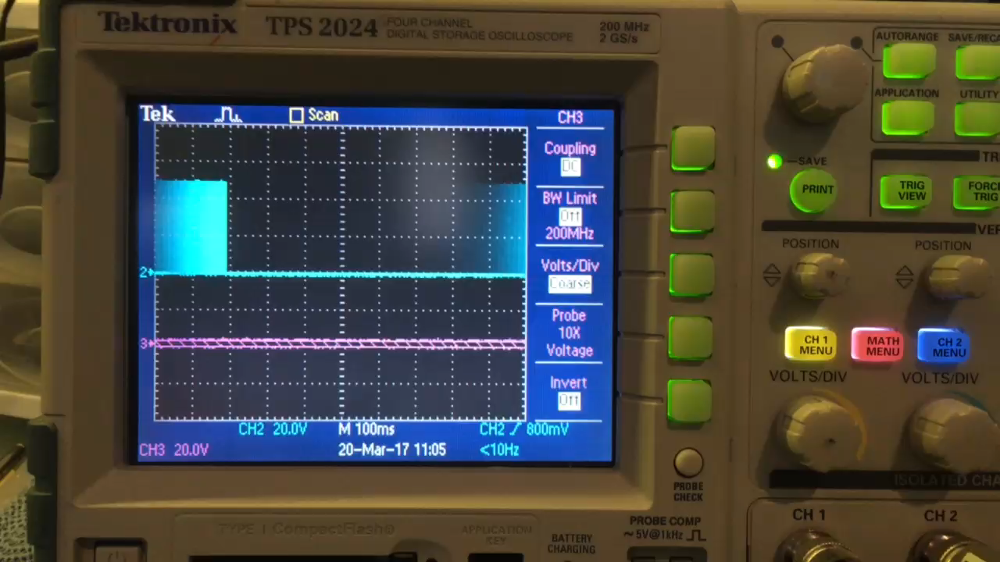 Tektronix TPS 2024 FOUR CHANNEL DIGITAL STORAGE OSCILLOSCOPE 200 MHz 2 GS/s
AUTORANGE SAVE/RECA
APPLICATION UTILITY
Tek Scan CH3
Coupling
DC
BW Limit
Off
200MHz
Volts/Div
Coarse
Probe
10X
Voltage
Invert
Off
2
3
CH2 20.0V M 100ms CH2 800mV
CH3 20.0V 20-Mar-17 11:05 <10Hz
SAVE
PRINT
TR
TRIG VIEW
FORC TRIG
VER
POSITION POSITION
CH 1 MENU
MATH MENU
CH 2 MENU
VOLTS/DIV VOLTS/DIV
ISOLATED CHA
PROBE CHECK
CH 1 CH 2
TYPE I CompactFlash®
APPLICATION KEY
BATTERY CHARGING
PROBE COMP
~5V@1kHz